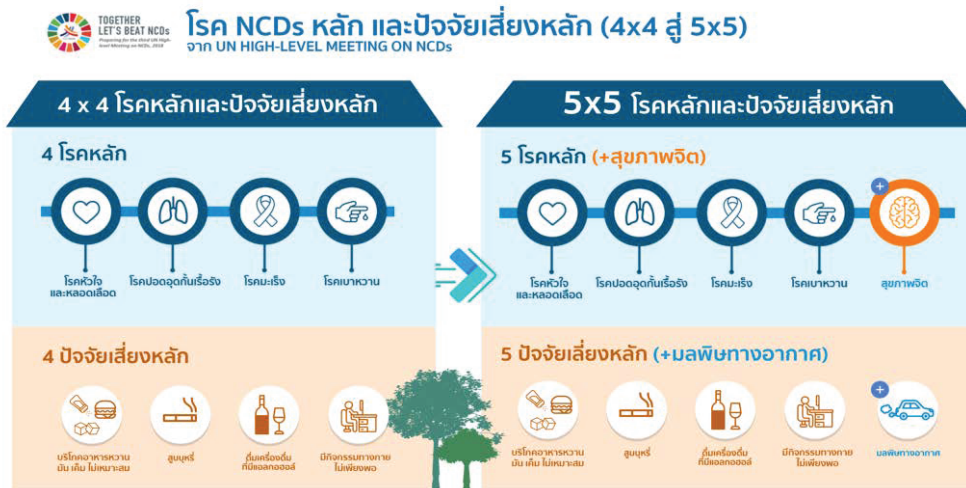 TOGETHER
LET'S BEAT NCDs
Preparing for the third UN High-
level Meeting on NCDs, 2018
โรค NCDs หลัก และปัจจัยเสี่ยงหลัก (4x4 สู่ 5x5)
จาก UN HIGH-LEVEL MEETING ON NCDs
4 x 4 โรคหลักและปัจจัยเสี่ยงหลัก
4 โรคหลัก
โรคหัวใจ
และหลอดเลือด
โรคปอดอุดกั้นเรื้อรัง
โรคมะเร็ง
โรคเบาหวาน
4 ปัจจัยเสี่ยงหลัก
บริโภคอาหารหวาน
มัน เค็ม ไม่เหมาะสม
สูบบุหรี่
ดื่มเครื่องดื่ม
ที่มีแอลกอฮอล์
มีกิจกรรมทางกาย
ไม่เพียงพอ
5x5 โรคหลักและปัจจัยเสี่ยงหลัก
5 โรคหลัก (+สุขภาพจิต)
โรคหัวใจ
และหลอดเลือด
โรคปอดอุดกั้นเรื้อรัง
โรคมะเร็ง
โรคเบาหวาน
สุขภาพจิต
5 ปัจจัยเลี่ยงหลัก (+มลพิษทางอากาศ)
บริโภคอาหารหวาน
มัน เค็ม ไม่เหมาะสม
สูบบุหรี่
ดื่มเครื่องดื่ม
ที่มีแอลกอฮอล์
มีกิจกรรมทางกาย
ไม่เพียงพอ
มลพิษทางอากาศ